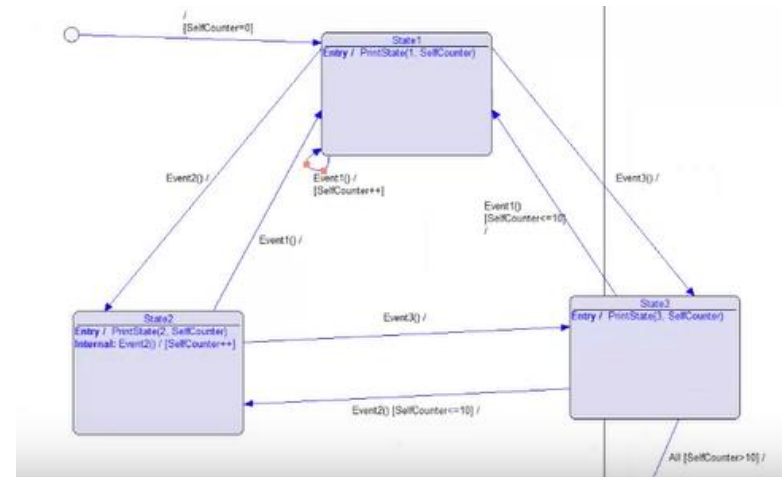 /
[SelfCounter=0]
State1
Entry / PrintState(1, SelfCounter)
Event2() /
Event1() /
[SelfCounter++]
Event3() /
Event1()
[SelfCounter<=10]
/
Event1() /
State2
Entry / PrintState(2, SelfCounter)
Internal: Event2() / [SelfCounter++]
Event3() /
State3
Entry / PrintState(3, SelfCounter)
Event2() [SelfCounter<=10] /
All [SelfCounter>10] /